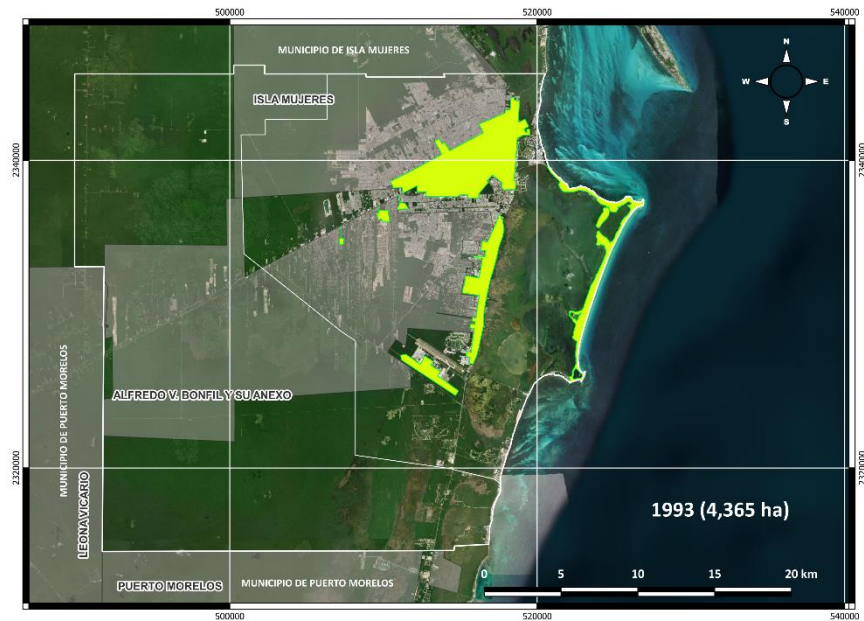 500000
520000
540000
MUNICIPIO DE ISLA MUJERES
ISLA MUJERES
N
W
E
S
2340000
2340000
ALFREDO V. BONFIL Y SU ANEXO
MUNICIPIO DE PUERTO MORELOS
LEONA VICARIO
2320000
2320000
1993 (4,365 ha)
PUERTO MORELOS
MUNICIPIO DE PUERTO MORELOS
0
5
10
15
20 km
500000
520000
540000